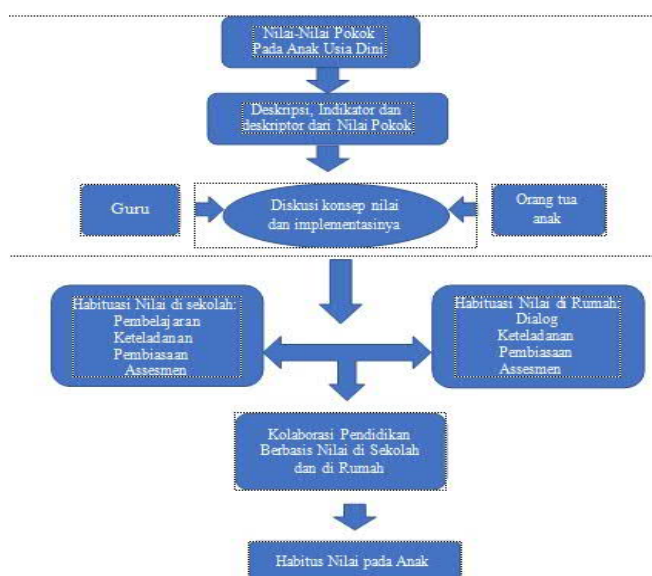 Nilai-Nilai Pokok
Pada Anak Usia Dini
Deskripsi, Indikator dan
deskriptor dari Nilai Pokok
Guru
Diskusi konsep nilai
dan implementasinya
Orang tua
anak
Habituasi Nilai di sekolah:
Pembelajaran
Keteladanan
Pembiasaan
Assesmen
Habituasi Nilai di Rumah:
Dialog
Keteladanan
Pembiasaan
Assesmen
Kolaborasi Pendidikan
Berbasis Nilai di Sekolah
dan di Rumah
Habitus Nilai pada Anak